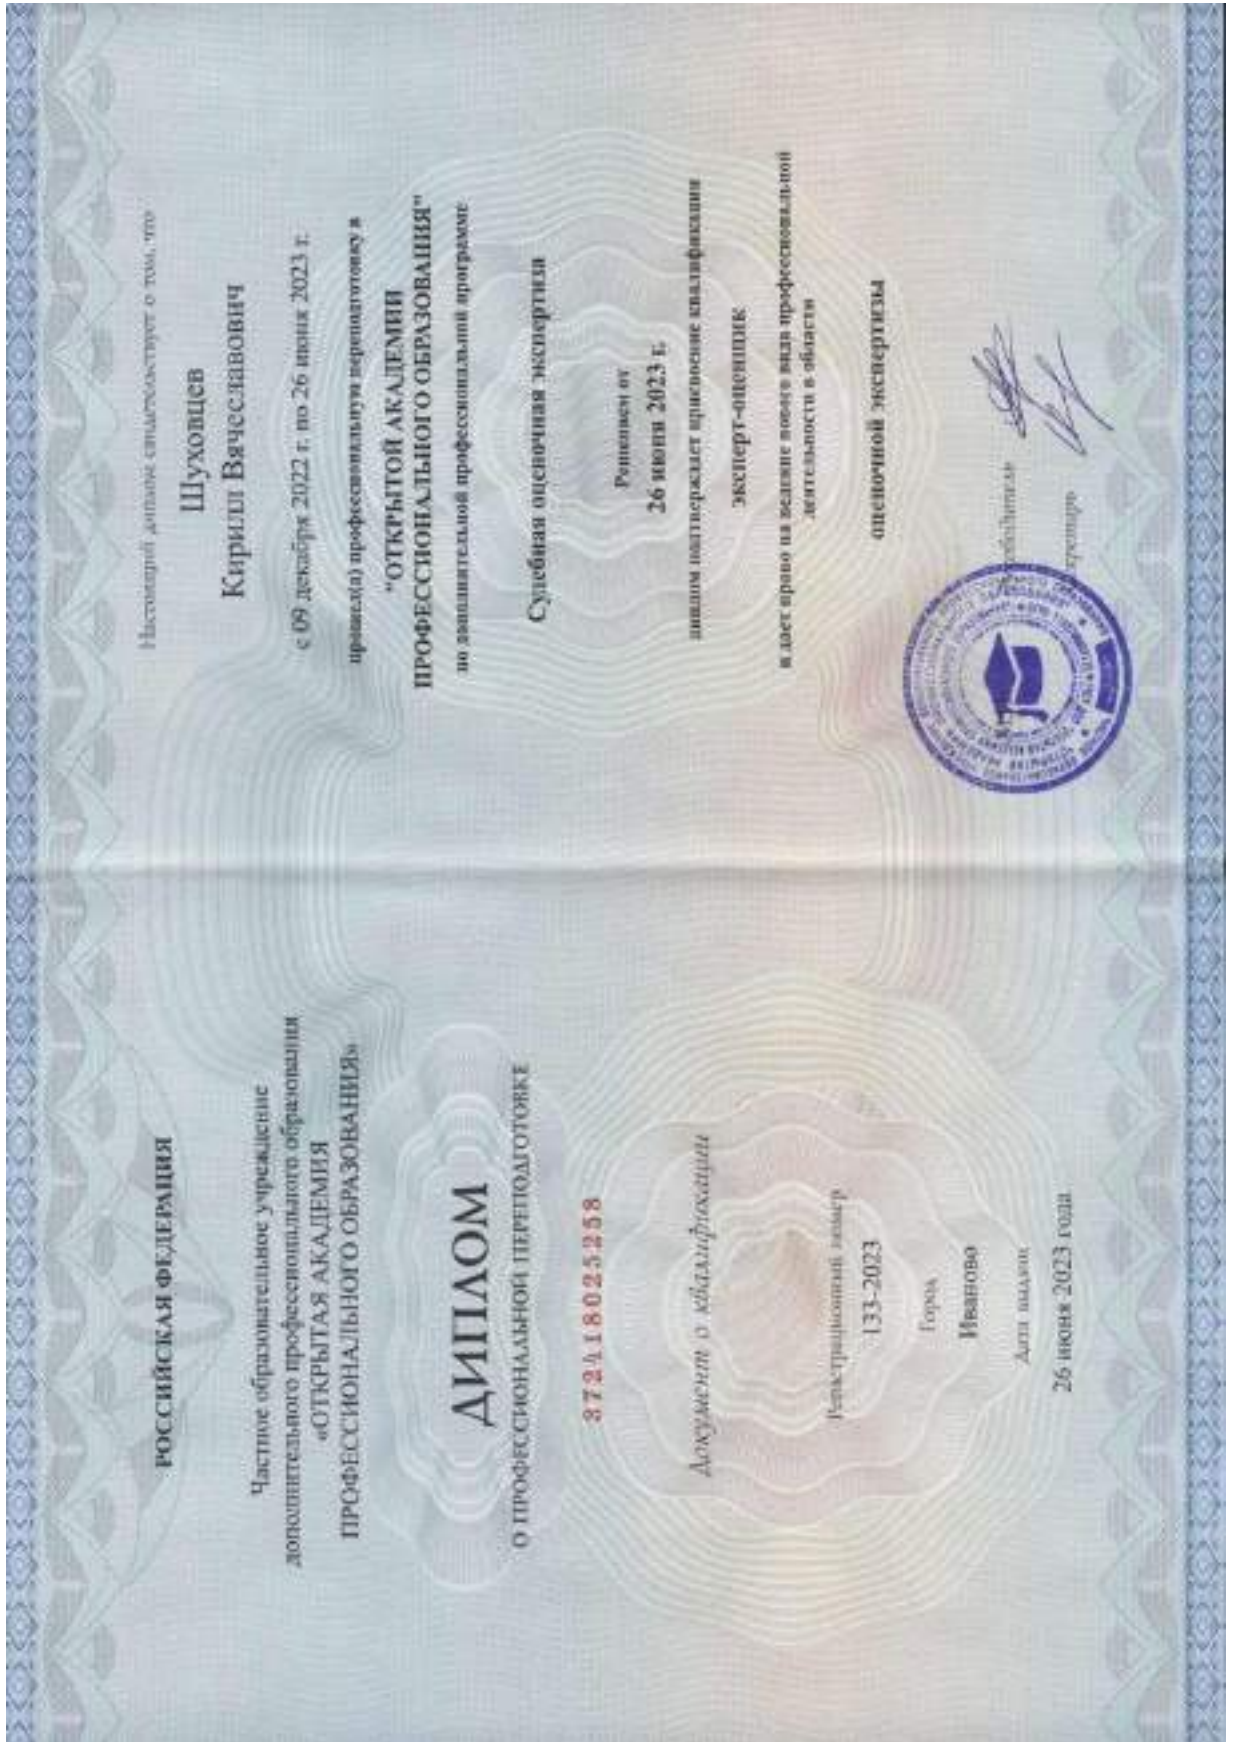 РОССИЙСКАЯ ФЕДЕРАЦИЯ
Частное образовательное учреждение
дополнительного профессионального образования
«ОТКРЫТАЯ АКАДЕМИЯ
ПРОФЕССИОНАЛЬНОГО ОБРАЗОВАНИЯ»
ДИПЛОМ
О ПРОФЕССИОНАЛЬНОЙ ПЕРЕПОДГОТОВКЕ
372418025258
Документ о квалификации
Регистрационный номер
133-2023
Город
Иваново
Дата выдачи
26 июня 2023 года
Настоящий диплом свидетельствует о том, что
Шуховцев
Кирилл Вячеславович
с 09 декабря 2022 г. по 26 июня 2023 г.
прошел(а) профессиональную переподготовку в
"ОТКРЫТОЙ АКАДЕМИИ
ПРОФЕССИОНАЛЬНОГО ОБРАЗОВАНИЯ"
по дополнительной профессиональной программе
Судебная оценочная экспертиза
Решением от
26 июня 2023 г.
диплом подтверждает присвоение квалификации
эксперт-оценщик
и дает право на ведение нового вида профессиональной
деятельности в области
оценочной экспертизы